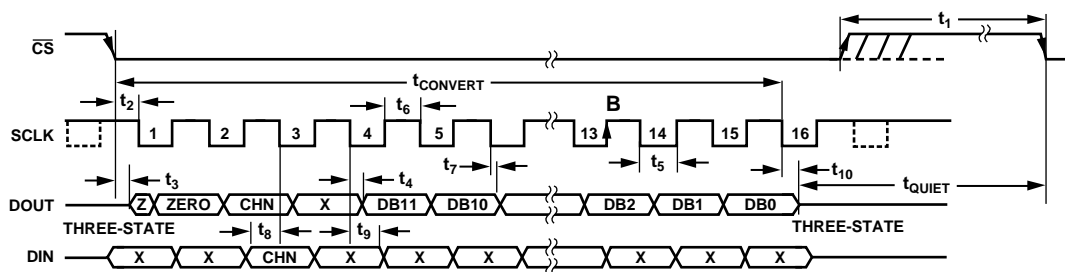 t1
CS
tCONVERT
t2 t6 B
SCLK 1 2 3 4 5 13 14 15 16
t3 t4 t7 t5 t10 tQUIET
DOUT Z ZERO CHN X DB11 DB10 DB2 DB1 DB0
THREE-STATE t8 t9 THREE-STATE
DIN X X CHN X X X X X X